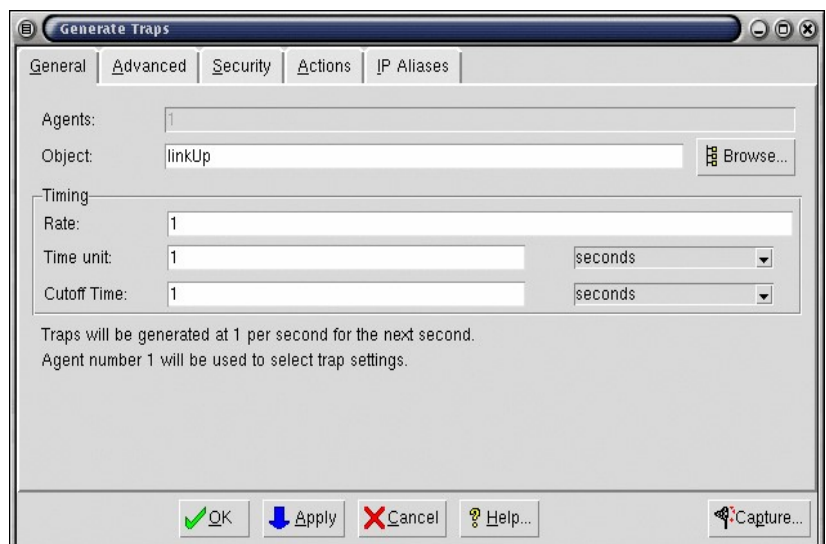 Generate Traps
General Advanced Security Actions IP Aliases
Agents: 1
Object: linkUp Browse...
Timing
Rate: 1
Time unit: 1 seconds
Cutoff Time: 1 seconds
Traps will be generated at 1 per second for the next second.
Agent number 1 will be used to select trap settings.
OK Apply Cancel Help... Capture...